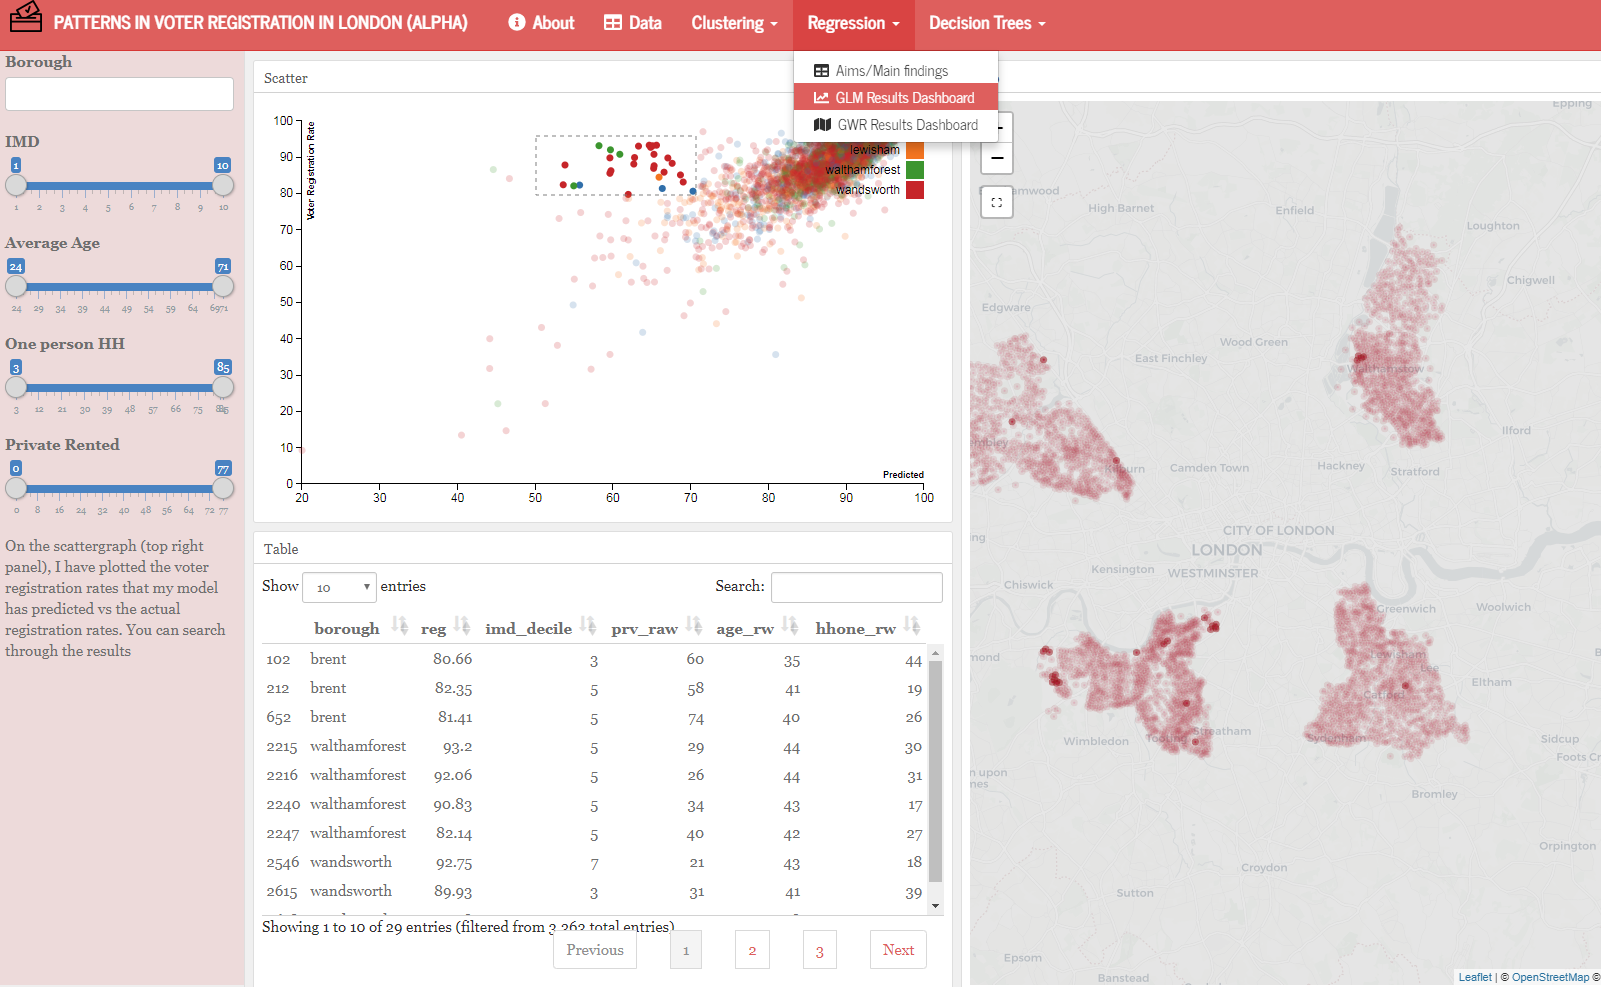 PATTERNS IN VOTER REGISTRATION IN LONDON (ALPHA) About Data Clustering Regression Decision Trees
Aims/Main findings
GLM Results Dashboard
GWR Results Dashboard
Borough
IMD
1 10
1 2 3 4 5 6 7 8 9 10
Average Age
24 71
24 29 34 39 44 49 54 59 64 6971
One person HH
3 85
3 12 21 30 39 48 57 66 75 85
Private Rented
0 77
0 8 16 24 32 40 48 56 64 72 77
On the scattergraph (top right
panel), I have plotted the voter
registration rates that my model
has predicted vs the actual
registration rates. You can search
through the results
Scatter
Voter Registration Rate
100
90
80
70
60
50
40
30
20
10
0
20 30 40 50 60 70 80 90 100
Predicted
lewisham
walthamforest
wandsworth
Table
Show 10 entries Search:
borough reg imd_decile prv_raw age_rw hhone_rw
102 brent 80.66 3 60 35 44
212 brent 82.35 5 58 41 19
652 brent 81.41 5 74 40 26
2215 walthamforest 93.2 5 29 44 30
2216 walthamforest 92.06 5 26 44 31
2240 walthamforest 90.83 5 34 43 17
2247 walthamforest 82.14 5 40 42 27
2546 wandsworth 92.75 7 21 43 18
2615 wandsworth 89.93 3 31 41 39
Showing 1 to 10 of 29 entries (filtered from 3,363 total entries)
Previous 1 2 3 Next
−
Epping
High Barnet
Enfield
Loughton
Chigwell
Edgware
Wood Green
East Finchley
Walthamstow
Ilford
Kilburn
Camden Town
Hackney
Stratford
CITY OF LONDON
LONDON
Kensington
WESTMINSTER
Chiswick
Greenwich
Woolwich
Lewisham
Lee
Eltham
Catford
Wimbledon
Tooting
Streatham
Sydenham
Sidcup
Foots Cr
Bromley
Orpington
Croydon
Sutton
Epsom
Banstead
Leaflet | © OpenStreetMap ©